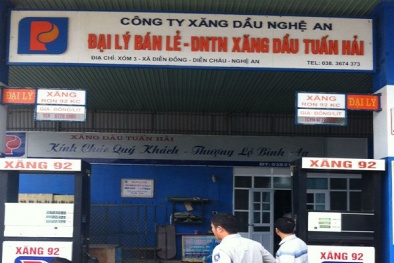 CÔNG TY XĂNG DẦU NGHỆ AN
ĐẠI LÝ BÁN LẺ - DNTN XĂNG DẦU TUẤN HẢI
ĐỊA CHỈ: XÓM 3 - XÃ DIỄN ĐỒNG - DIỄN CHÂU - NGHỆ AN
TEL: 038. 3674 373
ĐẠI LÝ
XĂNG
RON 92 KC
XĂNG
RON 92 KC
ĐẠI LÝ
XĂNG DẦU TUẤN HẢI
Kính Chúc Quý Khách - Thượng Lộ Bình An
XĂNG 92
XĂNG 92
XĂNG 92
XĂNG 92